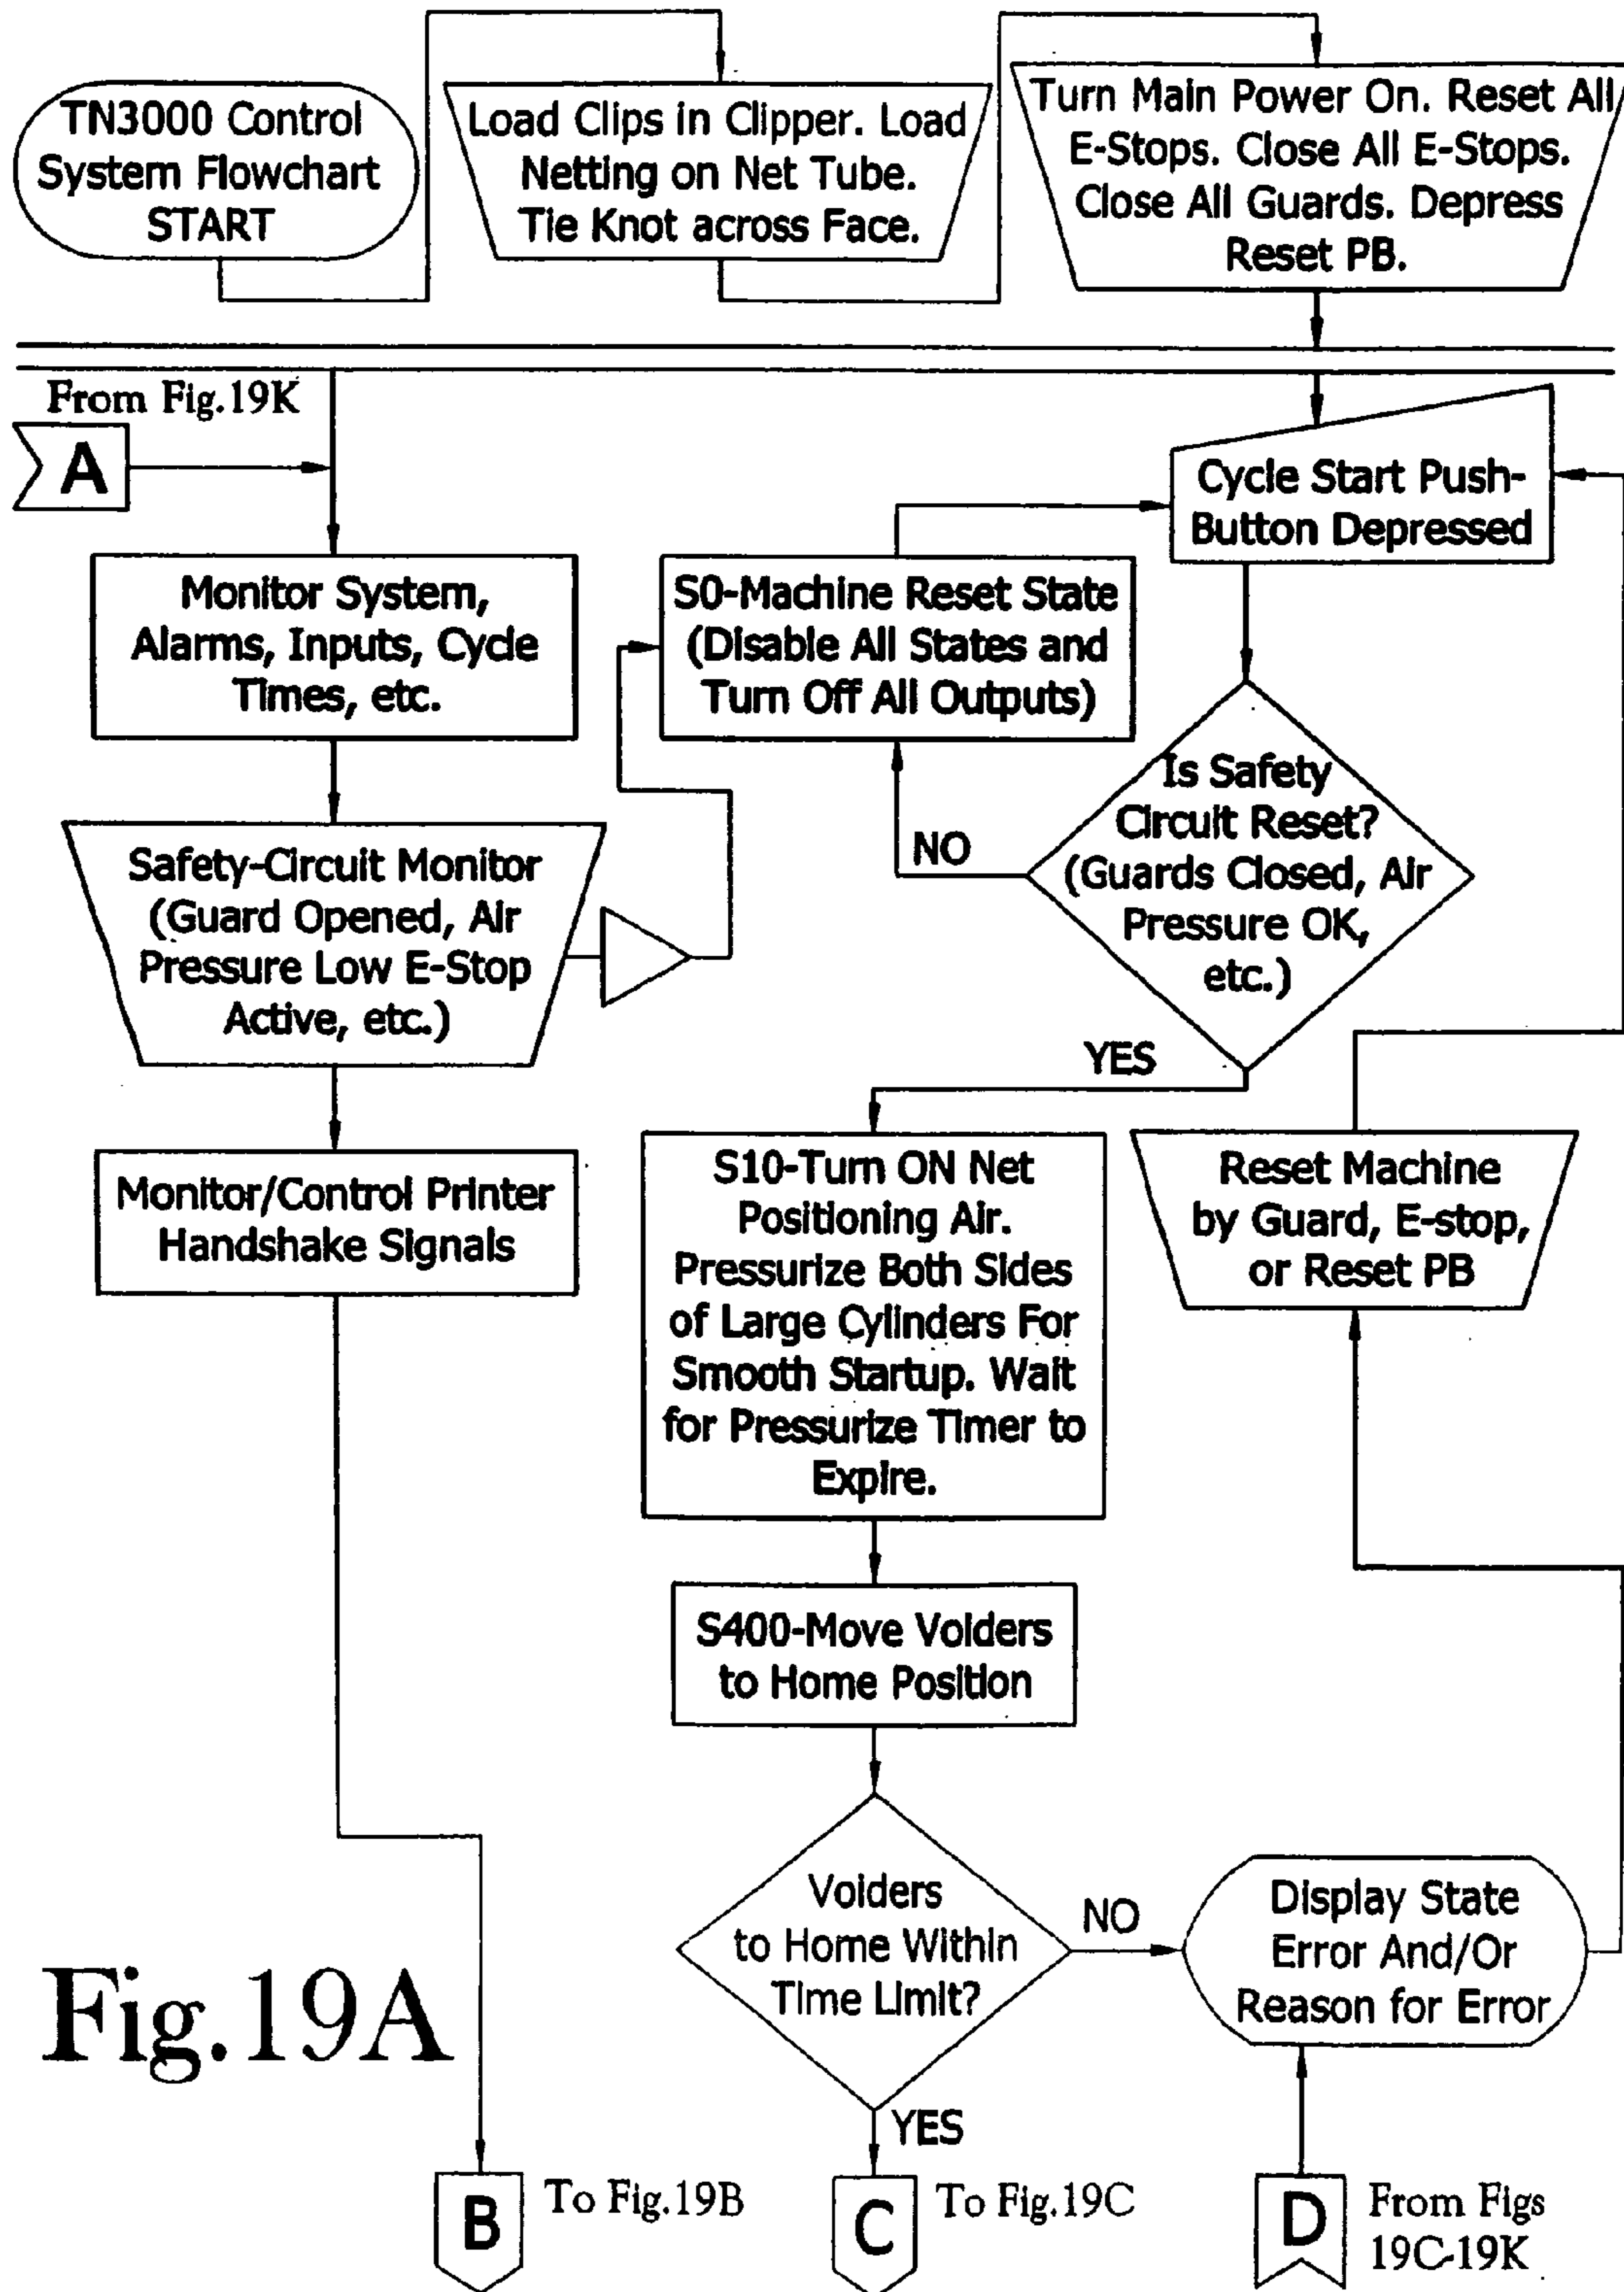 TN3000 Control
System Flowchart
START
Load Clips in Clipper. Load
Netting on Net Tube.
Tie Knot across Face.
Turn Main Power On. Reset All
E-Stops. Close All E-Stops.
Close All Guards. Depress
Reset PB.
From Fig.19K
A
Monitor System,
Alarms, Inputs, Cycle
Times, etc.
Safety-Circuit Monitor
(Guard Opened, Air
Pressure Low E-Stop
Active, etc.)
Monitor/Control Printer
Handshake Signals
S0-Machine Reset State
(Disable All States and
Turn Off All Outputs)
Cycle Start Push-
Button Depressed
Is Safety
Circuit Reset?
(Guards Closed, Air
Pressure OK,
etc.)
NO
YES
S10-Turn ON Net
Positioning Air.
Pressurize Both Sides
of Large Cylinders For
Smooth Startup. Wait
for Pressurize Timer to
Expire.
Reset Machine
by Guard, E-stop,
or Reset PB
S400-Move Voiders
to Home Position
Voiders
to Home Within
Time Limit?
NO
Display State
Error And/Or
Reason for Error
YES
Fig.19A
B
To Fig.19B
C
To Fig.19C
D
From Figs
19C-19K